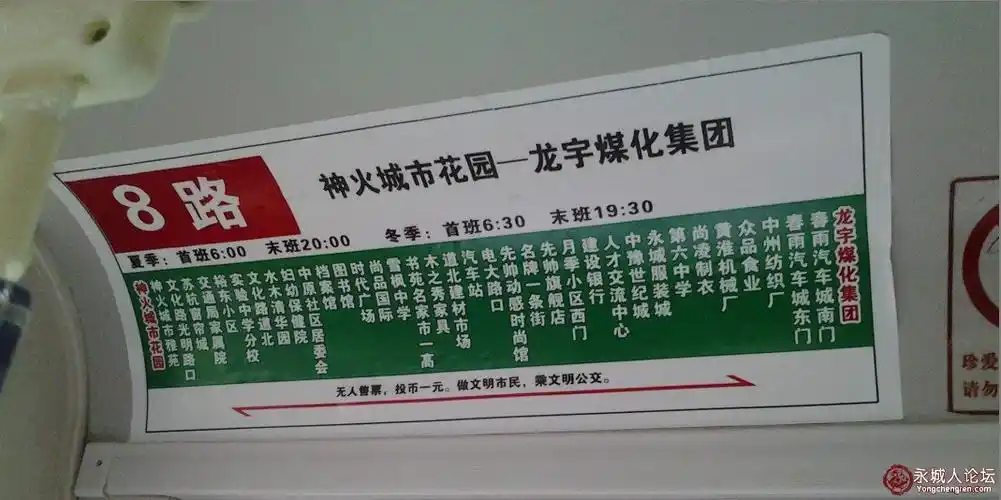 8路
神火城市花园—龙宇煤化集团
夏季：首班6:00 末班20:00 冬季：首班6:30 末班19:30
神火城市花园
神火城市雅苑
文化路光明路口
苏杭窗帘城
交通局家属院
裕东小区
实验中学分校
文化路道北
水木清华园
妇幼保健院
中原社区居委会
档案馆
图书馆
时代广场
尚品国际
雪枫中学
书苑名家市一高
木之秀家具
道北建材市场
汽车站
电大路口
先帅动感时尚馆
名牌一条街
先帅旗舰店
月季小区西门
建设银行
人才交流中心
中豫世纪城
永城服装城
第六中学
尚凌制衣
黄淮机械厂
众品食业
中州纺织厂
春雨汽车城东门
春雨汽车城南门
龙宇煤化集团
无人售票，投币一元。做文明市民，乘文明公交。
珍爱
请勿
永城人论坛
Yongchengren.com